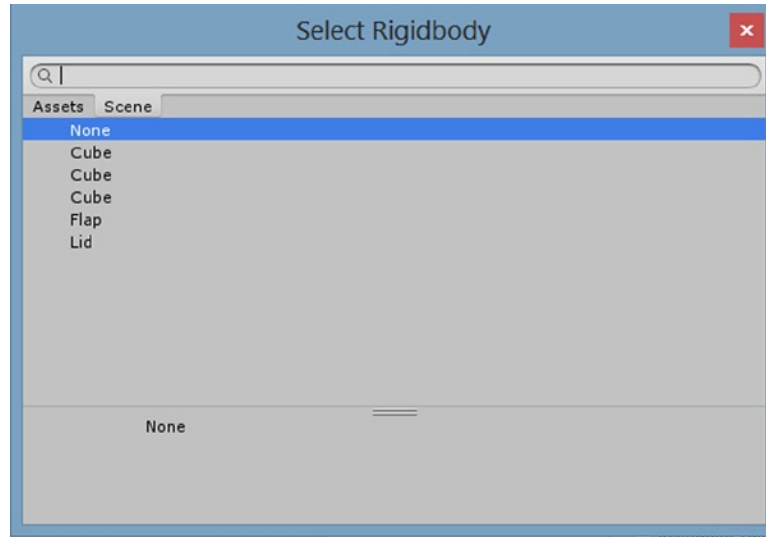 Select Rigidbody
Assets Scene
None
Cube
Cube
Cube
Flap
Lid
None